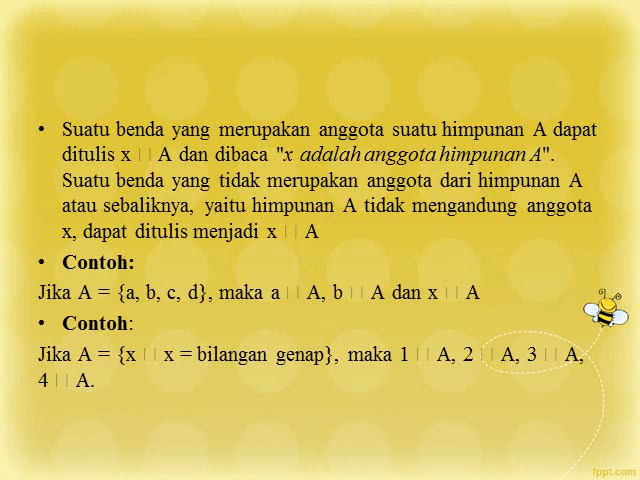 • Suatu benda yang merupakan anggota suatu himpunan A dapat
ditulis x □□ A dan dibaca "x adalah anggota himpunan A".
Suatu benda yang tidak merupakan anggota dari himpunan A
atau sebaliknya, yaitu himpunan A tidak mengandung anggota
x, dapat ditulis menjadi x □□ A
• Contoh:
Jika A = {a, b, c, d}, maka a □□ A, b □□ A dan x □□ A
• Contoh:
Jika A = {x □□ x = bilangan genap}, maka 1 □□ A, 2 □□ A, 3 □□ A,
4 □□ A.
fppt.com